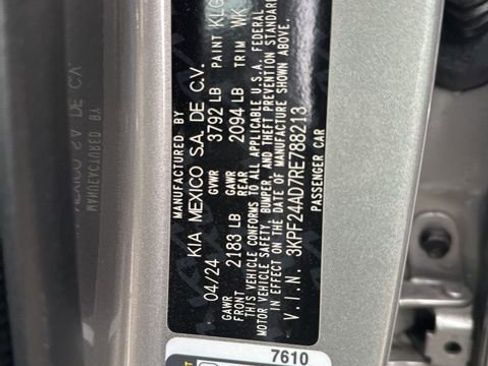 MANUFACTURED BY
KIA MEXICO S.A. DE C.V.
04/24 GVWR 3792 LB PAINT KLG
GAWR FRONT 2183 LB GAWR REAR 2094 LB TRIM WK
THIS VEHICLE CONFORMS TO ALL APPLICABLE U.S.A. FEDERAL
MOTOR VEHICLE SAFETY, BUMPER, AND THEFT PREVENTION STANDARDS
IN EFFECT ON THE DATE OF MANUFACTURE SHOWN ABOVE.
V.I.N. 3KPF24AD7RE788213
PASSENGER CAR
7610